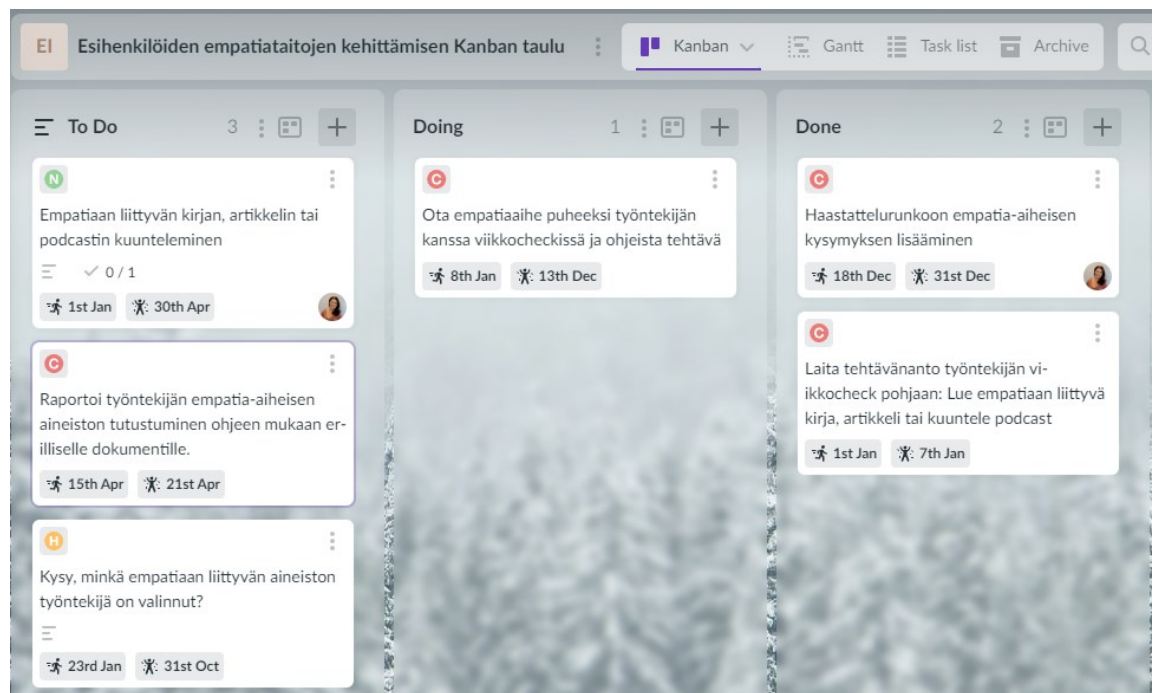 EI
Esihenkilöiden empatiataitojen kehittämisen Kanban taulu
Kanban
Gantt
Task list
Archive
To Do
3
N
Empatiaan liittyvän kirjan, artikkelin tai
podcastin kuunteleminen
0 / 1
1st Jan
30th Apr
C
Raportoi työntekijän empatia-aiheisen
aineiston tutustuminen ohjeen mukaan er-
illiselle dokumentille.
15th Apr
21st Apr
H
Kysy, minkä empatiaan liittyvän aineiston
työntekijä on valinnut?
23rd Jan
31st Oct
Doing
1
C
Ota empatiaaihe puheeksi työntekijän
kanssa viikkocheckissä ja ohjeista tehtävä
8th Jan
13th Dec
Done
2
C
Haastattelurunkoon empatia-aiheisen
kysymyksen lisääminen
18th Dec
31st Dec
C
Laita tehtävänanto työntekijän vi-
ikkocheck pohjaan: Lue empatiaan liittyvä
kirja, artikkeli tai kuuntele podcast
1st Jan
7th Jan